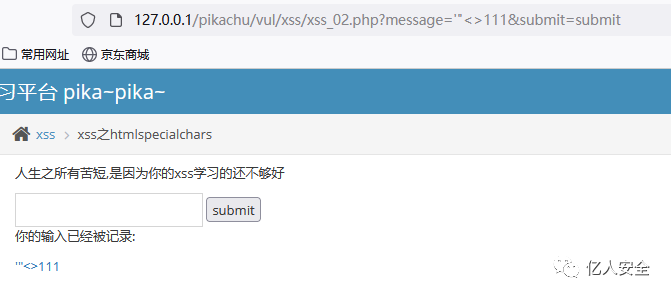 127.0.0.1/pikachu/vul/xss/xss_02.php?message='"<>111&submit=submit
常用网址 京东商城
习平台 pika~pika~
xss > xss之htmlspecialchars
人生之所有苦短,是因为你的xss学习的还不够好
submit
你的输入已经被记录:
'"<>111
亿人安全